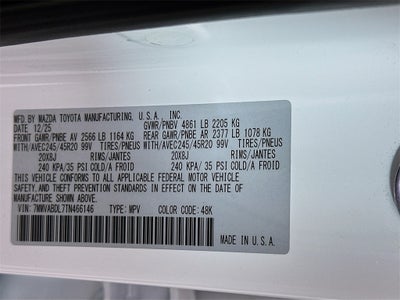 MFD. BY MAZDA TOYOTA MANUFACTURING, U.S.A., INC.
DATE: 12/25 GVWR/PNBV 4861 LB 2205 KG
FRONT GAWR/PNBE AV 2566 LB 1164 KG REAR GAWR/PNBE AR 2377 LB 1078 KG
WITH/AVEC245/45R20 99V TIRES/PNEUS WITH/AVEC245/45R20 99V TIRES/PNEUS
20X8J RIMS/JANTES 20X8J RIMS/JANTES
240 KPA/ 35 PSI COLD/A FROID 240 KPA/ 35 PSI COLD/A FROID
THIS VEHICLE CONFORMS TO ALL APPLICABLE FEDERAL MOTOR VEHICLE
SAFETY AND THEFT PREVENTION STANDARDS IN EFFECT ON THE DATE OF
MANUFACTURE SHOWN ABOVE.
VIN: 7MMVABDL7TN466146 TYPE: MPV COLOR CODE: 48K
MADE IN U.S.A.